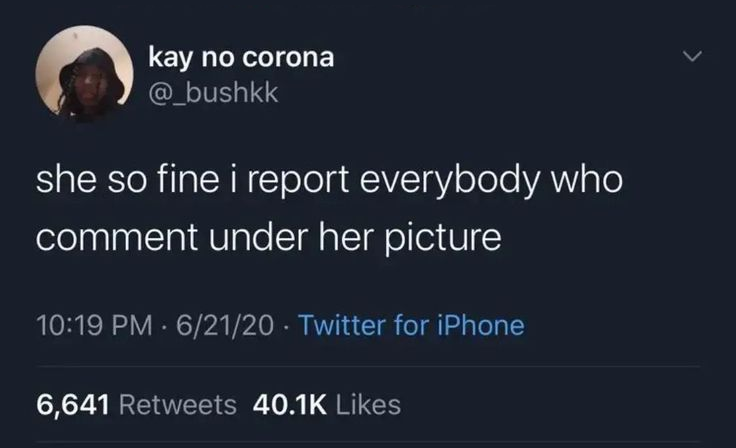 kay no corona
@_bushkk
she so fine i report everybody who
comment under her picture
10:19 PM · 6/21/20 · Twitter for iPhone
6,641 Retweets 40.1K Likes